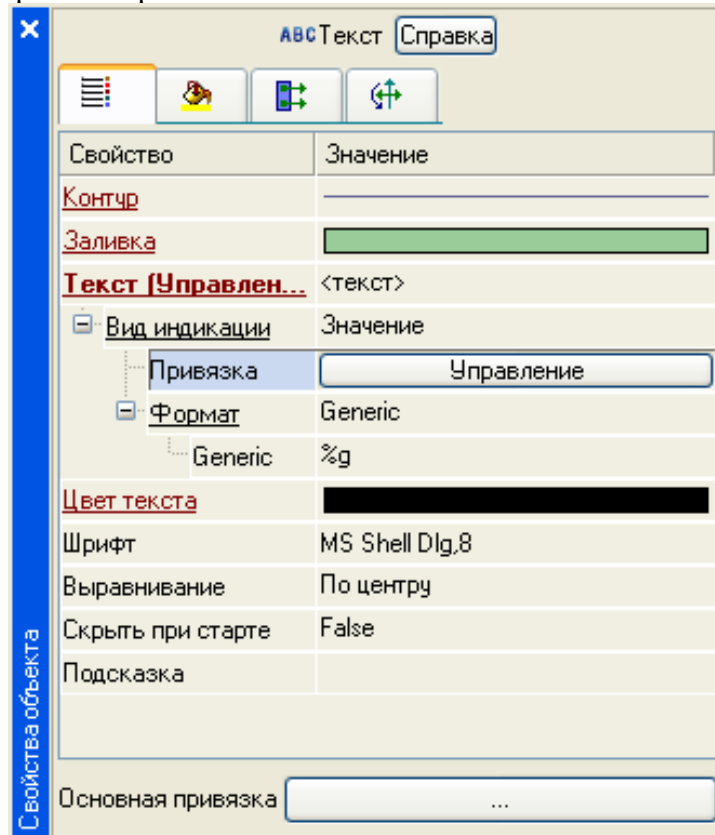 ABC Текст Справка
Свойство Значение
Контур
Заливка
Текст (Управлен... <текст>
Вид индикации Значение
Привязка Управление
Формат Generic
Generic %g
Цвет текста
Шрифт MS Shell Dlg,8
Выравнивание По центру
Скрыть при старте False
Подсказка
Свойства объекта
Основная привязка ...